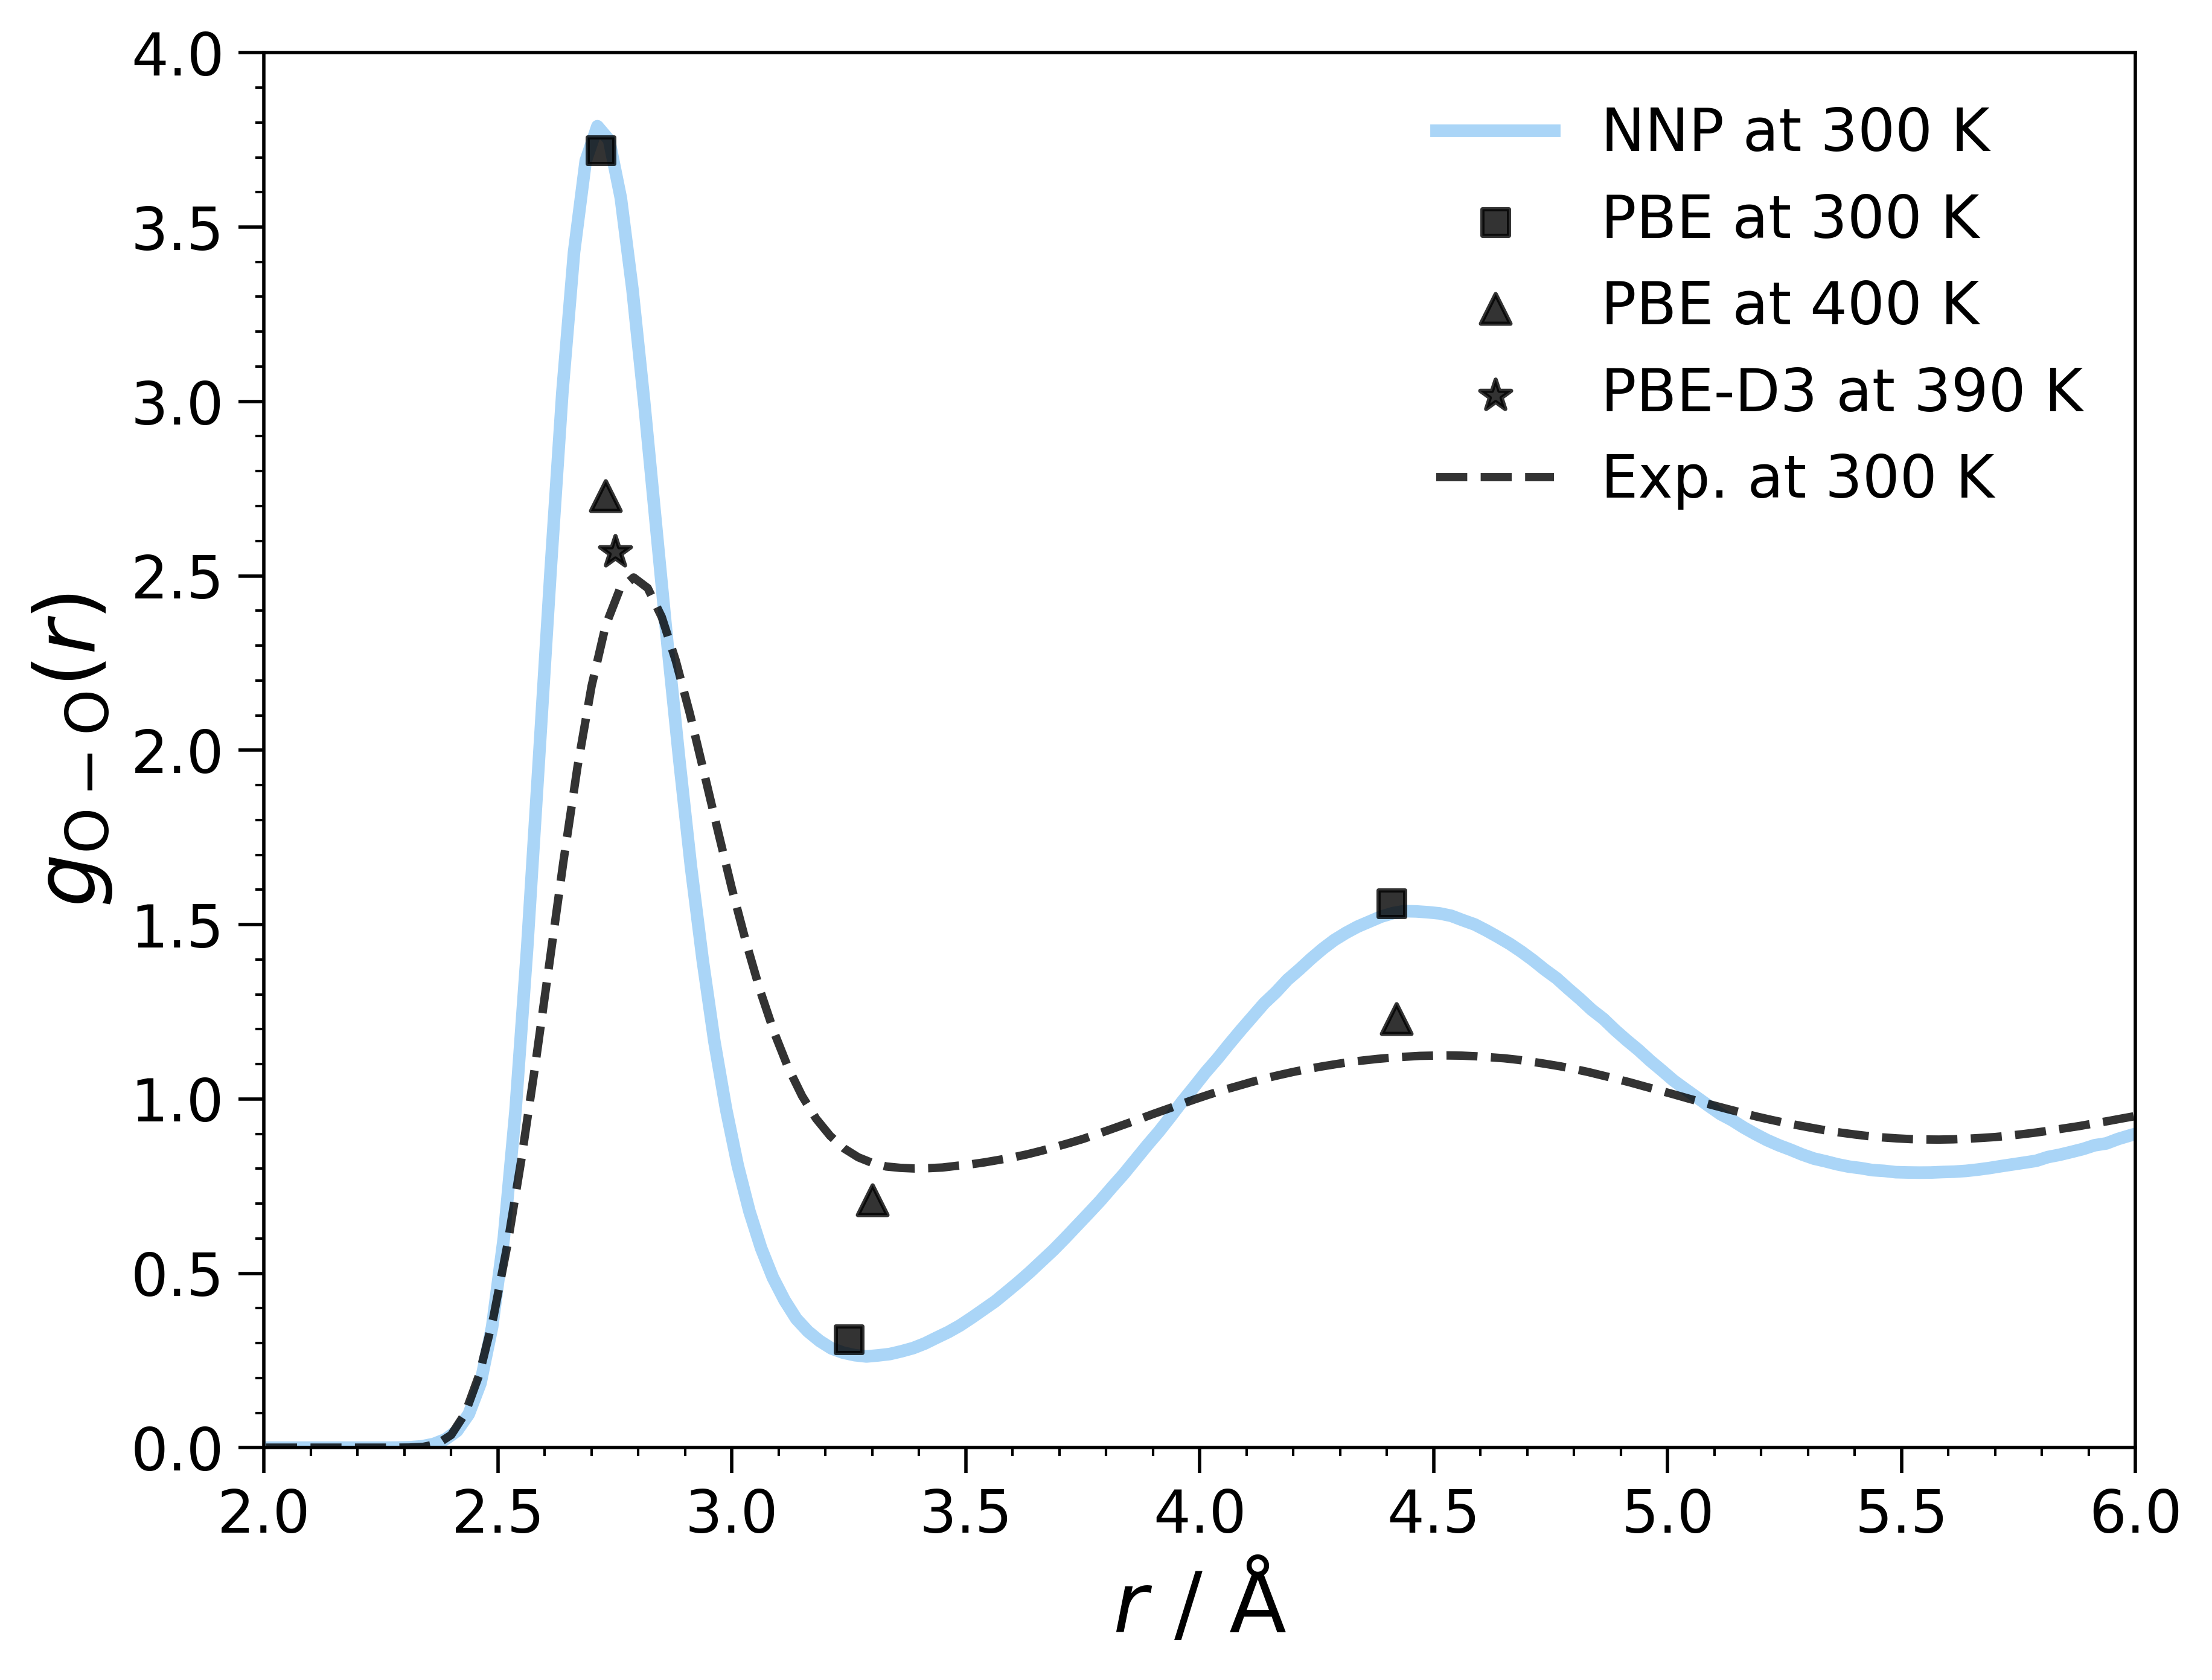 4.0
3.5
3.0
2.5
2.0
1.5
1.0
0.5
0.0
2.0 2.5 3.0 3.5 4.0 4.5 5.0 5.5 6.0
g_{O−O}(r)
r / Å
NNP at 300 K
PBE at 300 K
PBE at 400 K
PBE-D3 at 390 K
Exp. at 300 K